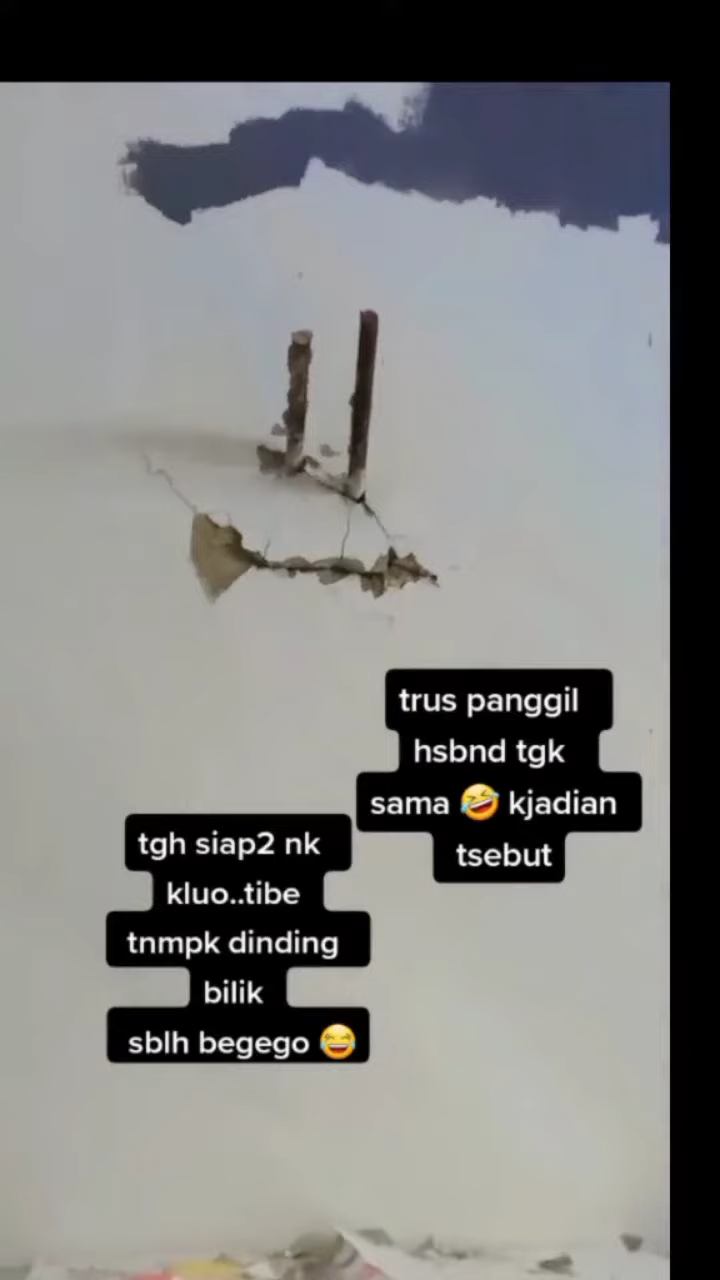 tgh siap2 nk
kluo..tibe
tnmpk dinding
bilik
sblh begego 😂
trus panggil
hsbnd tgk
sama 🤣 kjadian
tsebut